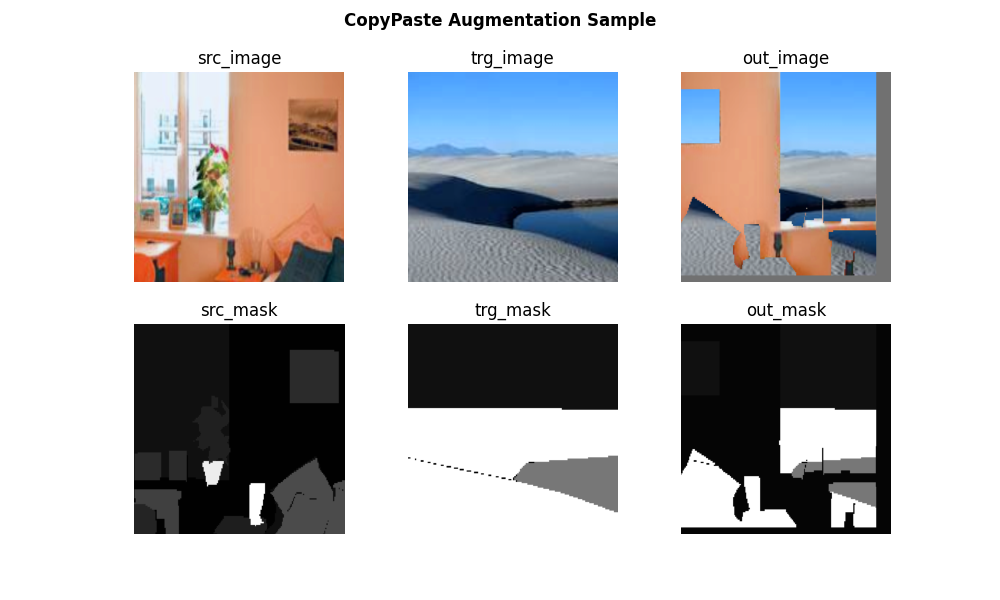 CopyPaste Augmentation Sample
src_image
trg_image
out_image
src_mask
trg_mask
out_mask